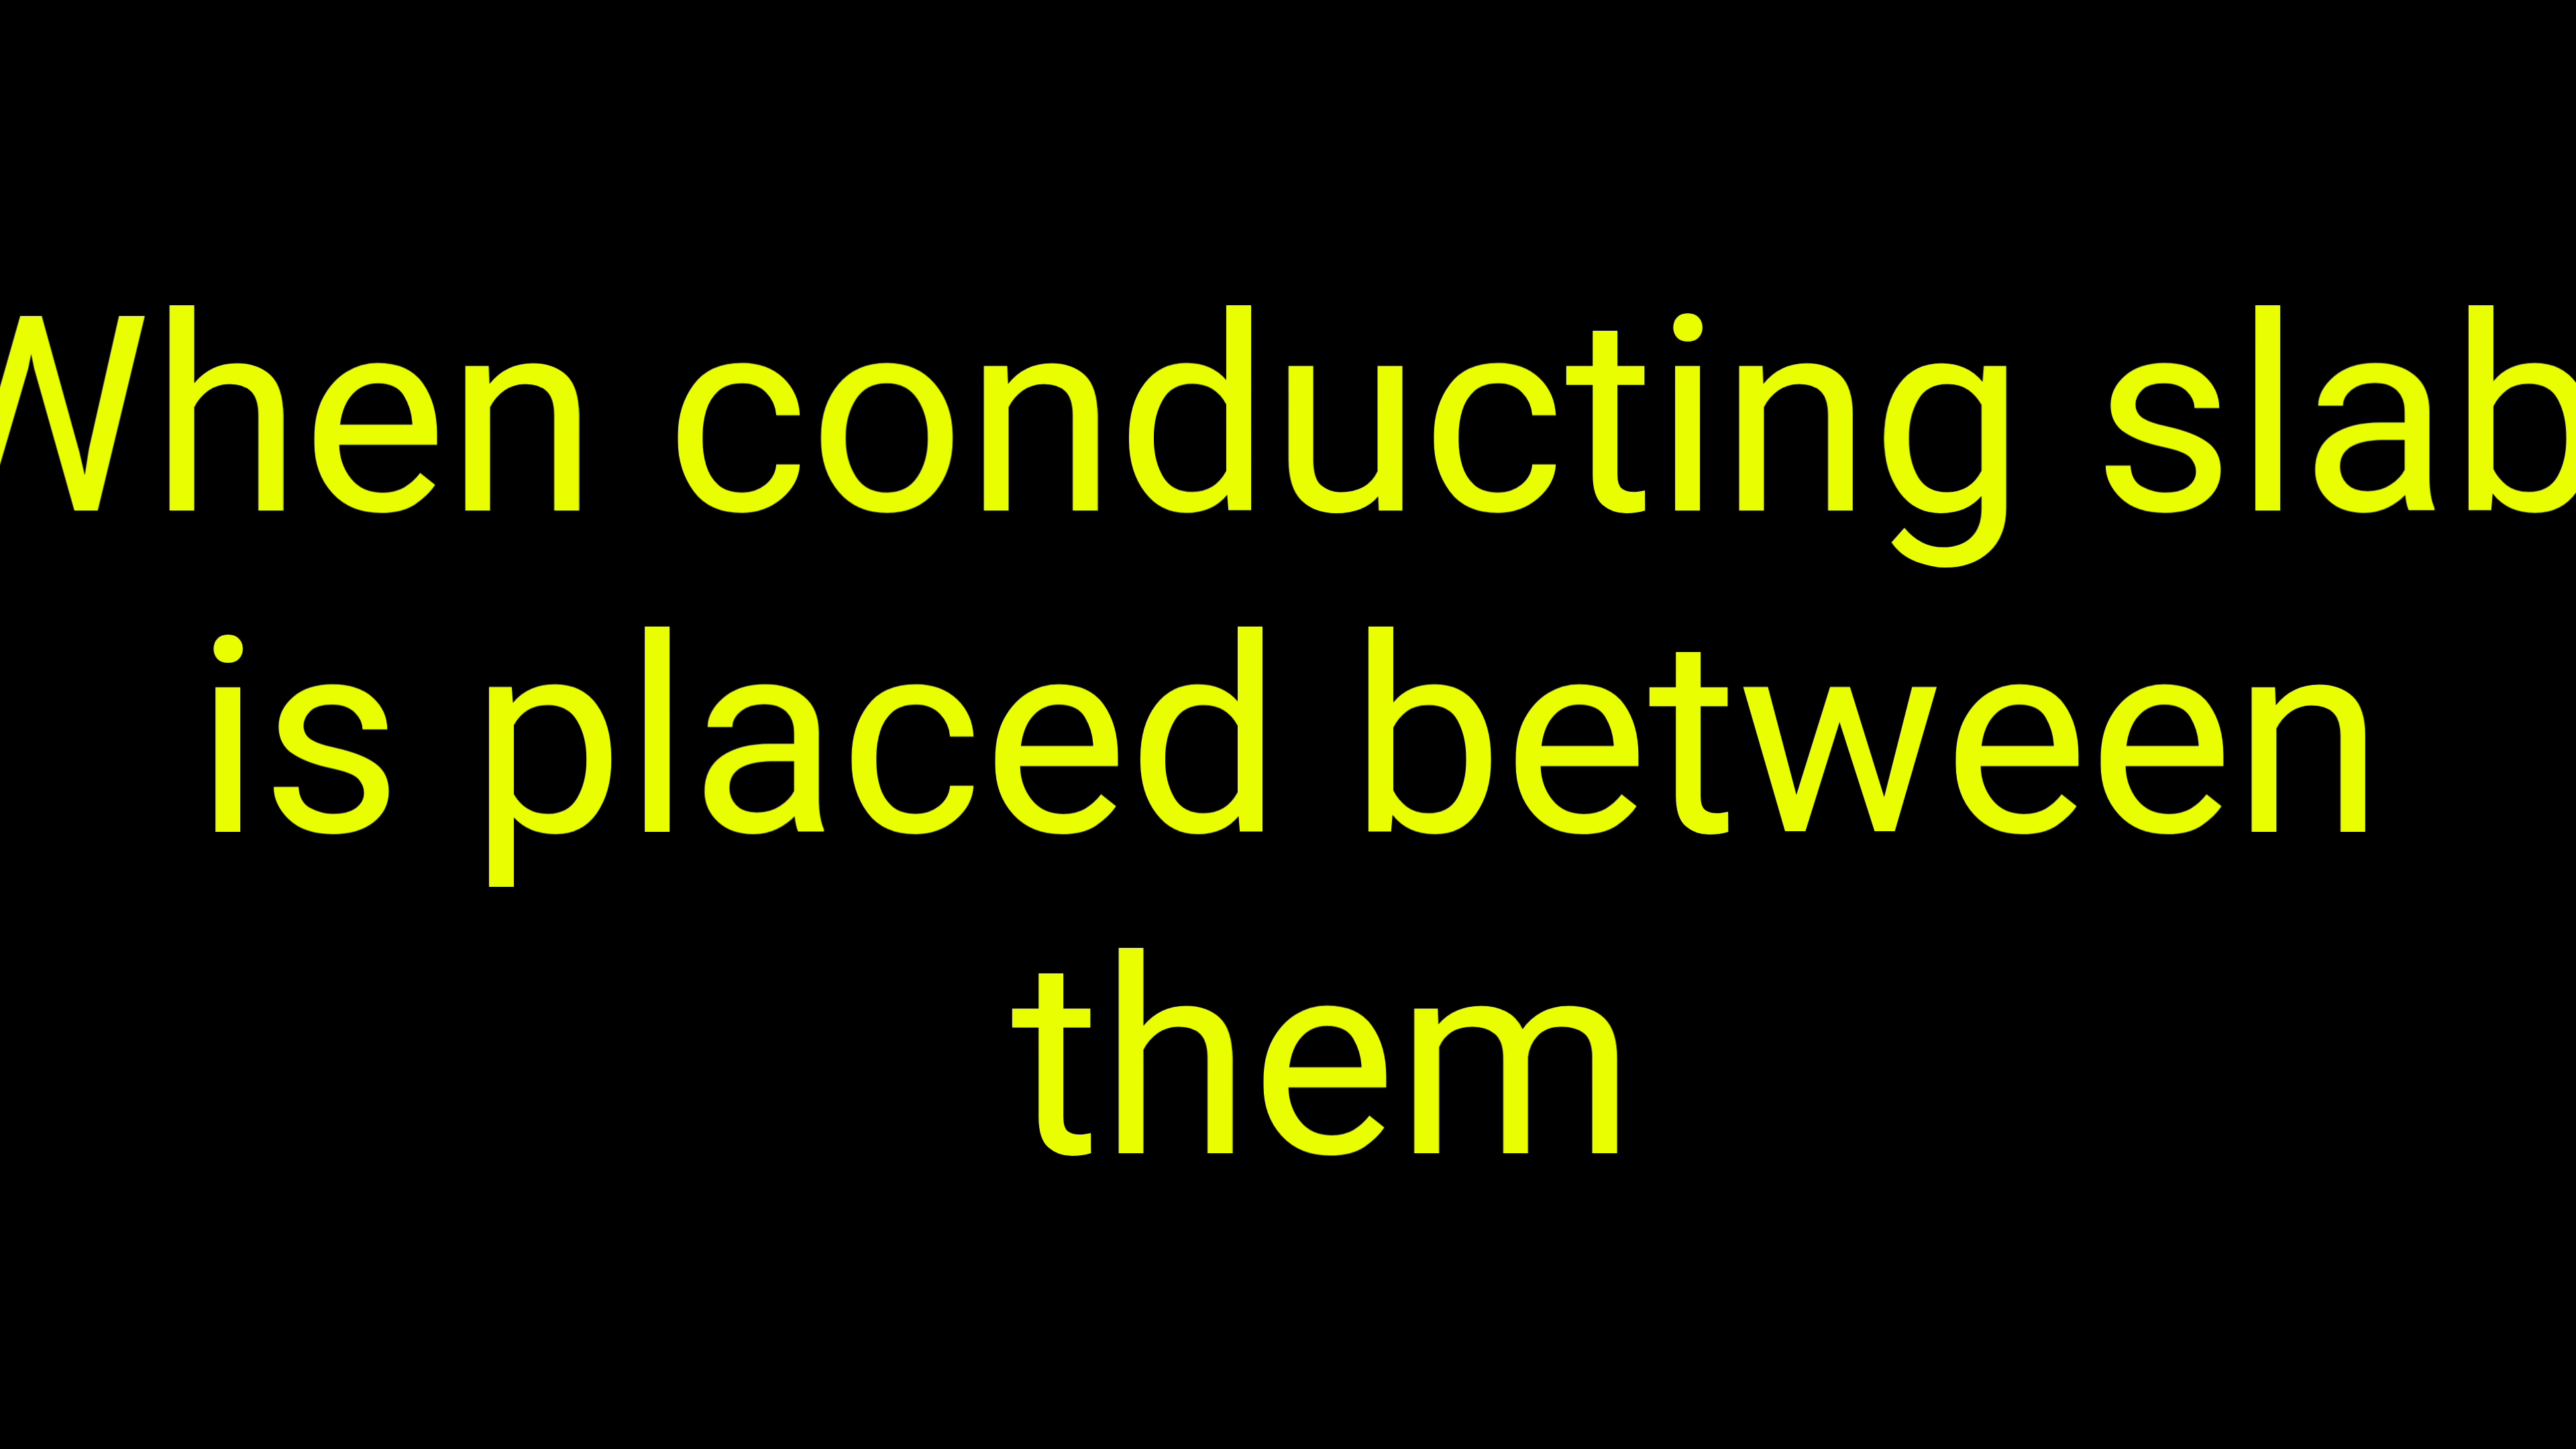 When conducting slab
is placed between
them